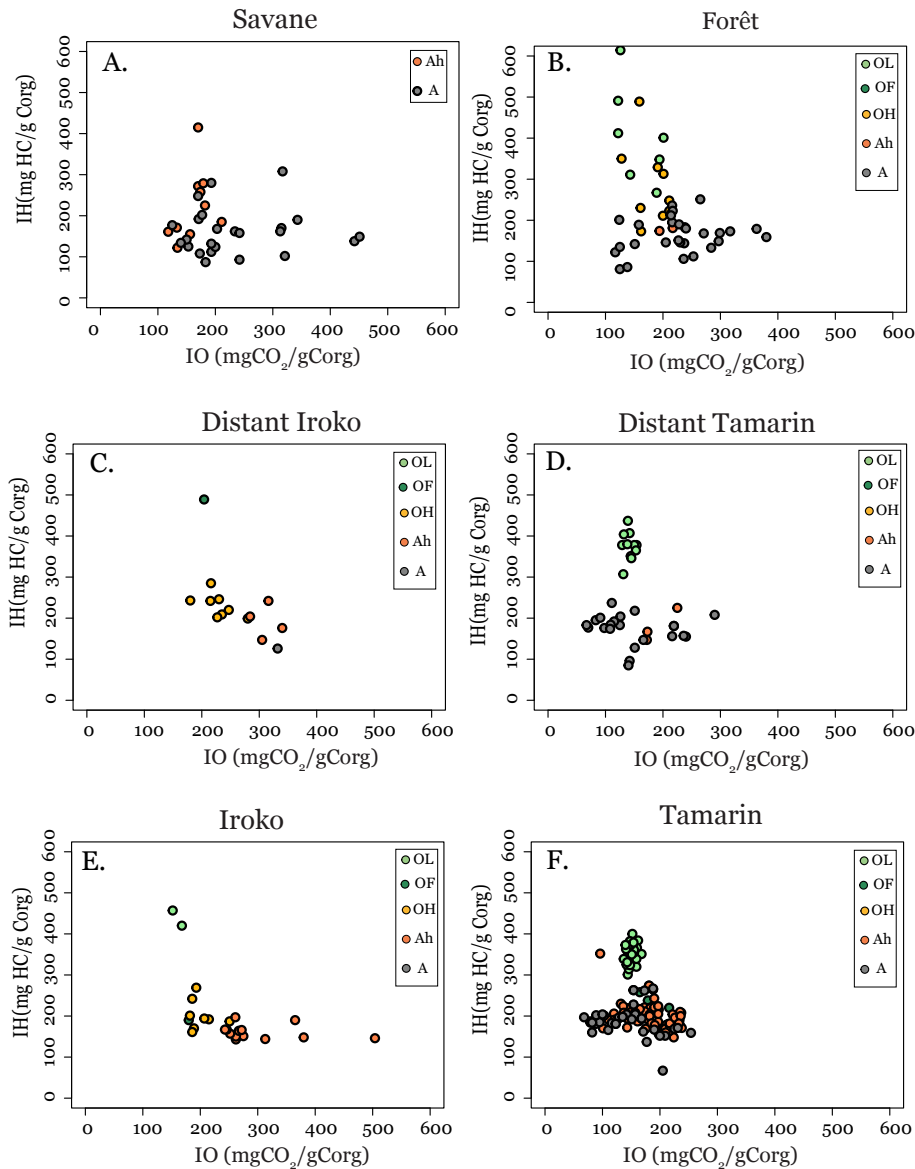 Savane
A.
Ah
A
IH(mg HC/g Corg)
600
500
400
300
200
100
0
0 100 200 300 400 500 600
IO (mgCO₂/gCorg)
Forêt
B.
OL
OF
OH
Ah
A
IH(mg HC/g Corg)
600
500
400
300
200
100
0
0 100 200 300 400 500 600
IO (mgCO₂/gCorg)
Distant Iroko
C.
OL
OF
OH
Ah
A
IH(mg HC/g Corg)
600
500
400
300
200
100
0
0 100 200 300 400 500 600
IO (mgCO₂/gCorg)
Distant Tamarin
D.
OL
OF
OH
Ah
A
IH(mg HC/g Corg)
600
500
400
300
200
100
0
0 100 200 300 400 500 600
IO (mgCO₂/gCorg)
Iroko
E.
OL
OF
OH
Ah
A
IH(mg HC/g Corg)
600
500
400
300
200
100
0
0 100 200 300 400 500 600
IO (mgCO₂/gCorg)
Tamarin
F.
OL
OF
OH
Ah
A
IH(mg HC/g Corg)
600
500
400
300
200
100
0
0 100 200 300 400 500 600
IO (mgCO₂/gCorg)